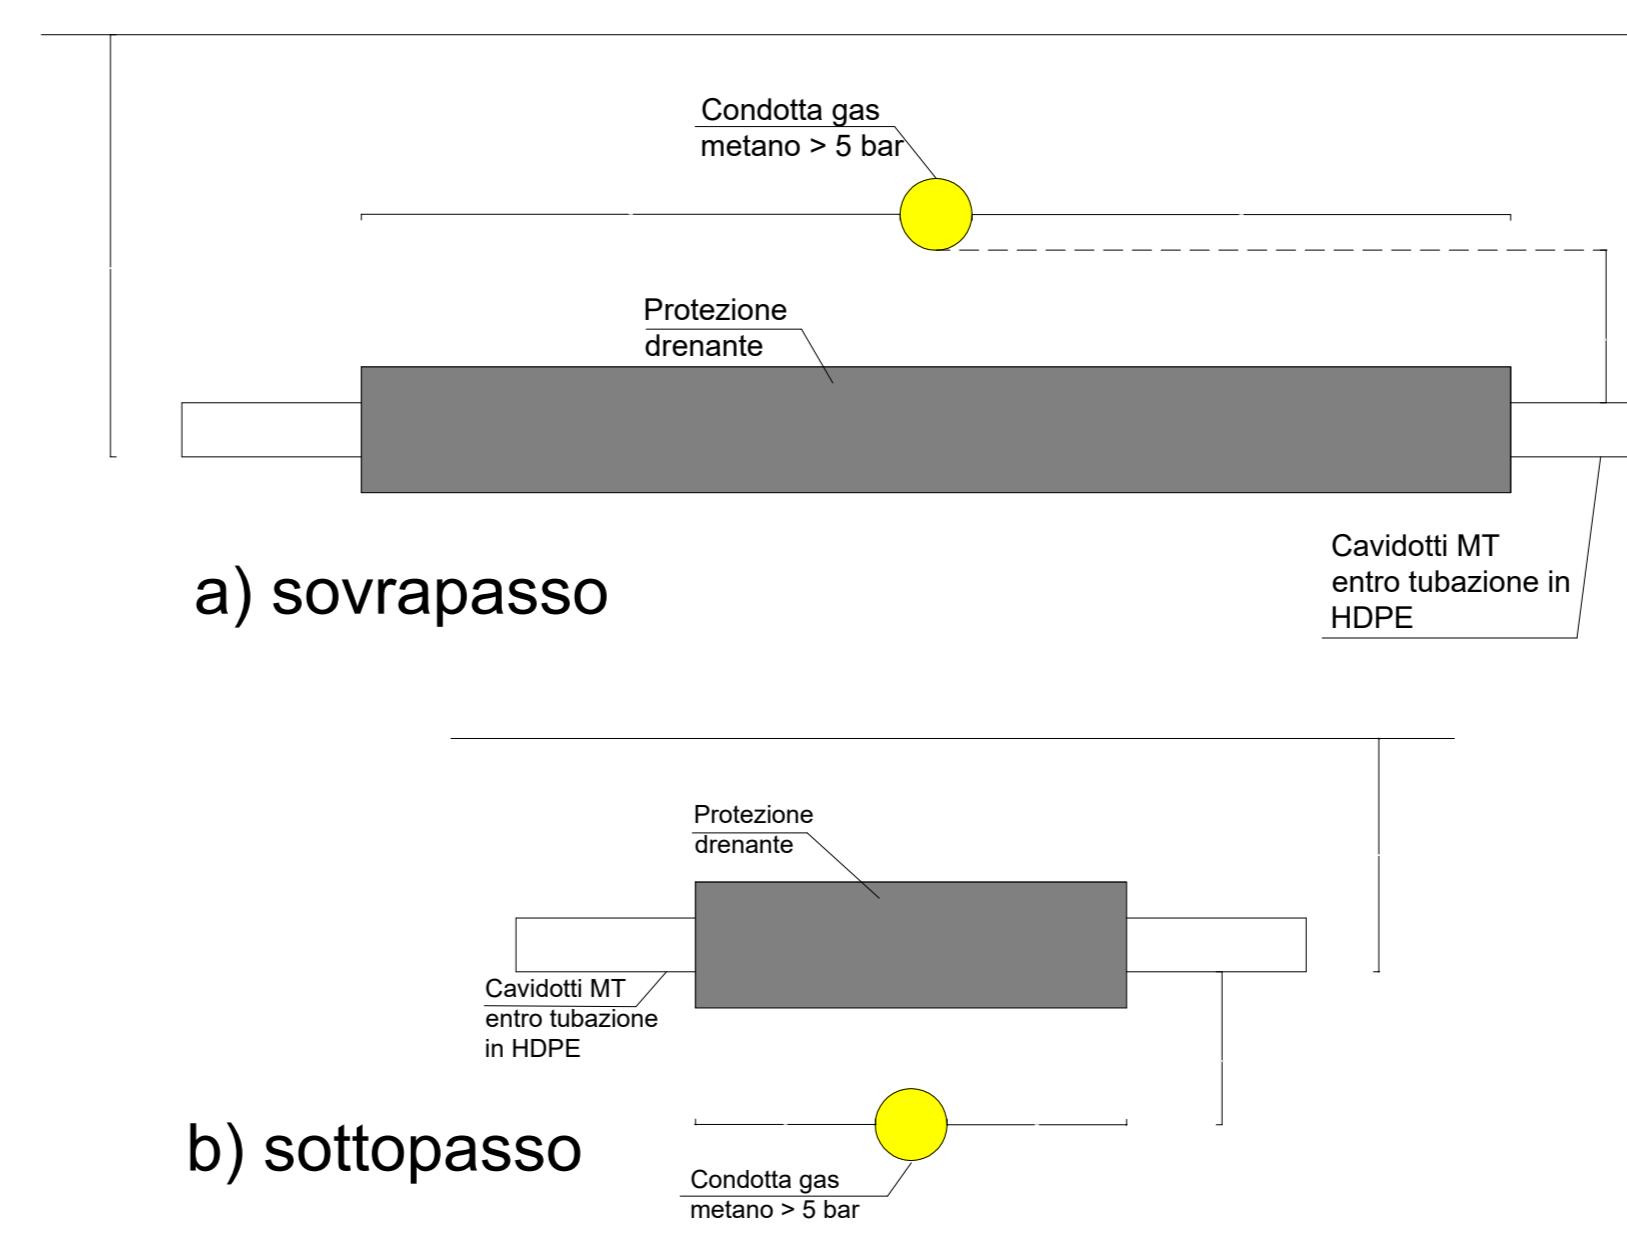 Condotta gas
metano > 5 bar
Protezione
drenante
Cavidotti MT
entro tubazione in
HDPE
a) sovrapasso
Protezione
drenante
Cavidotti MT
entro tubazione
in HDPE
b) sottopasso
Condotta gas
metano > 5 bar